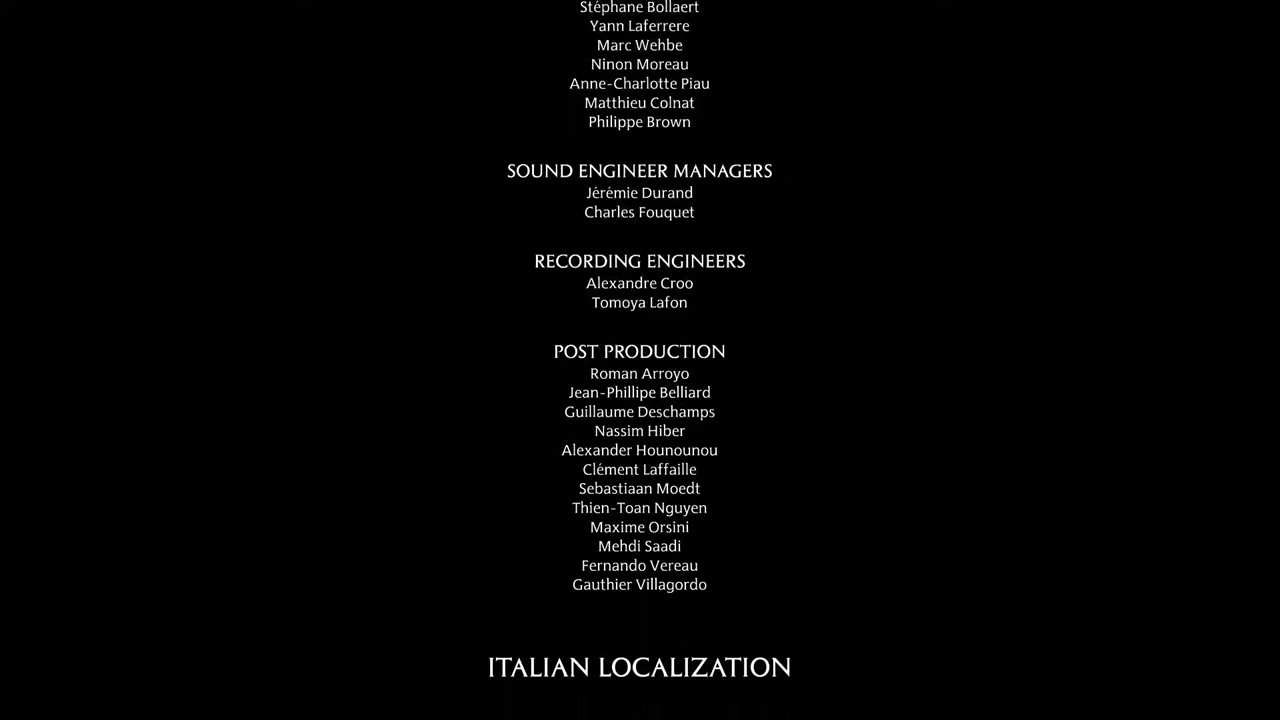 Stéphane Bollaert
Yann Laferrere
Marc Wehbe
Ninon Moreau
Anne-Charlotte Piau
Matthieu Colnat
Philippe Brown
SOUND ENGINEER MANAGERS
Jérémie Durand
Charles Fouquet
RECORDING ENGINEERS
Alexandre Croo
Tomoya Lafon
POST PRODUCTION
Roman Arroyo
Jean-Phillipe Belliard
Guillaume Deschamps
Nassim Hiber
Alexander Hounounou
Clément Laffaille
Sebastiaan Moedt
Thien-Toan Nguyen
Maxime Orsini
Mehdi Saadi
Fernando Vereau
Gauthier Villagordo
ITALIAN LOCALIZATION